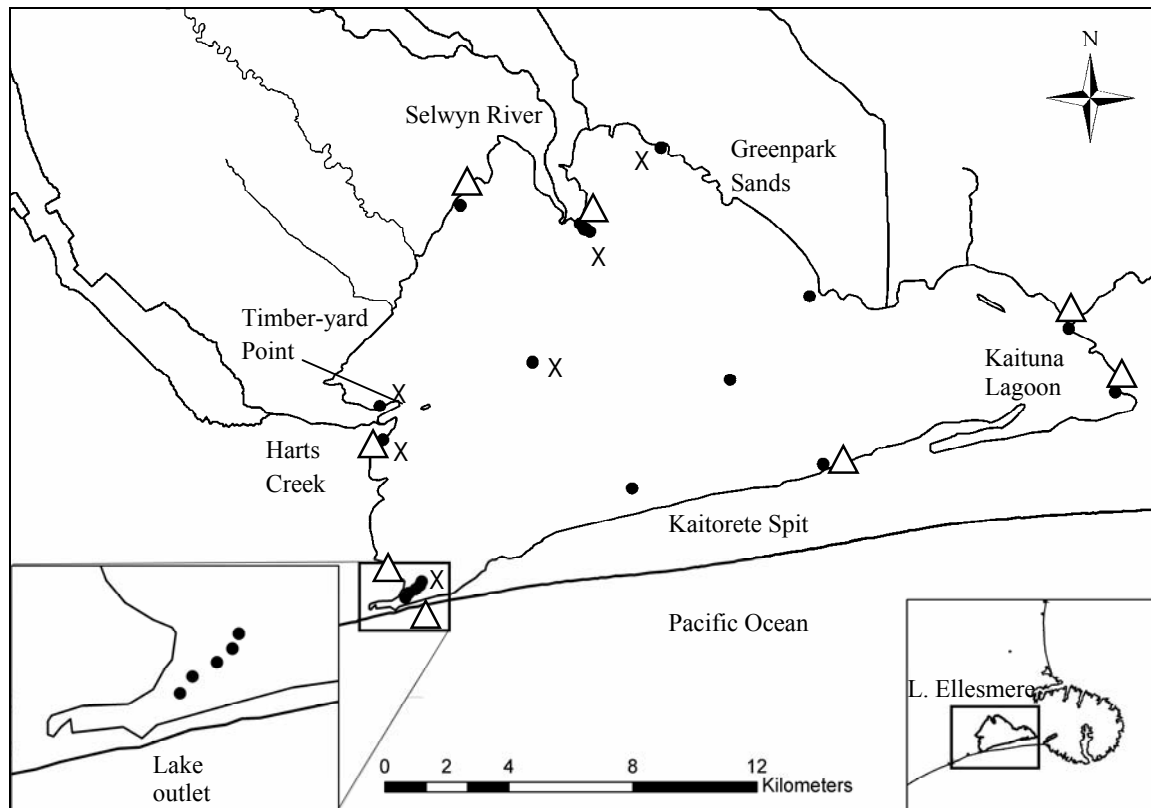 N
Selwyn River
X
Greenpark
Sands
X
Timber-yard
Point
X
X
Kaituna
Lagoon
Harts
Creek
X
Kaitorete Spit
X
Pacific Ocean
L. Ellesmere
Lake
outlet
0 2 4 8 12
Kilometers